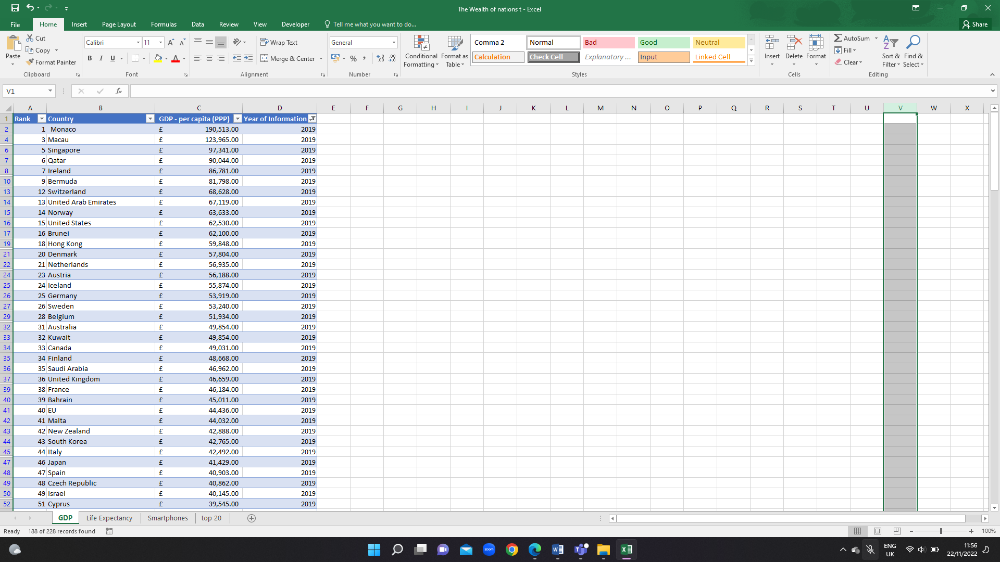 The Wealth of nations t - Excel
File Home Insert Page Layout Formulas Data Review View Developer Tell me what you want to do... Share
Paste Cut Copy Format Painter Clipboard
Calibri 11 B I U Font
Wrap Text Merge & Center Alignment
General % Number
Conditional Formatting Format as Table
Comma 2 Normal Bad Good Neutral
Calculation Check Cell Explanatory ... Input Linked Cell
Styles
Insert Delete Format Cells
AutoSum Fill Clear Sort & Filter Find & Select Editing
V1 fx
A B C D E F G H I J K L M N O P Q R S T U V W X
1 Rank Country GDP - per capita (PPP) Year of Information
2 1 Monaco £ 190,513.00 2019
4 3 Macau £ 123,965.00 2019
6 5 Singapore £ 97,341.00 2019
7 6 Qatar £ 90,044.00 2019
8 7 Ireland £ 86,781.00 2019
10 9 Bermuda £ 81,798.00 2019
13 12 Switzerland £ 68,628.00 2019
14 13 United Arab Emirates £ 67,119.00 2019
15 14 Norway £ 63,633.00 2019
16 15 United States £ 62,530.00 2019
17 16 Brunei £ 62,100.00 2019
19 18 Hong Kong £ 59,848.00 2019
21 20 Denmark £ 57,804.00 2019
22 21 Netherlands £ 56,935.00 2019
24 23 Austria £ 56,188.00 2019
25 24 Iceland £ 55,874.00 2019
26 25 Germany £ 53,919.00 2019
27 26 Sweden £ 53,240.00 2019
29 28 Belgium £ 51,934.00 2019
32 31 Australia £ 49,854.00 2019
33 32 Kuwait £ 49,854.00 2019
34 33 Canada £ 49,031.00 2019
35 34 Finland £ 48,668.00 2019
36 35 Saudi Arabia £ 46,962.00 2019
37 36 United Kingdom £ 46,659.00 2019
39 38 France £ 46,184.00 2019
40 39 Bahrain £ 45,011.00 2019
41 40 EU £ 44,436.00 2019
42 41 Malta £ 44,032.00 2019
43 42 New Zealand £ 42,888.00 2019
44 43 South Korea £ 42,765.00 2019
45 44 Italy £ 42,492.00 2019
47 46 Japan £ 41,429.00 2019
48 47 Spain £ 40,903.00 2019
49 48 Czech Republic £ 40,862.00 2019
50 49 Israel £ 40,145.00 2019
52 51 Cyprus £ 39,545.00 2019
GDP Life Expectancy Smartphones top 20
Ready 188 of 228 records found 100%
zoom ENG UK 11:56 22/11/2022